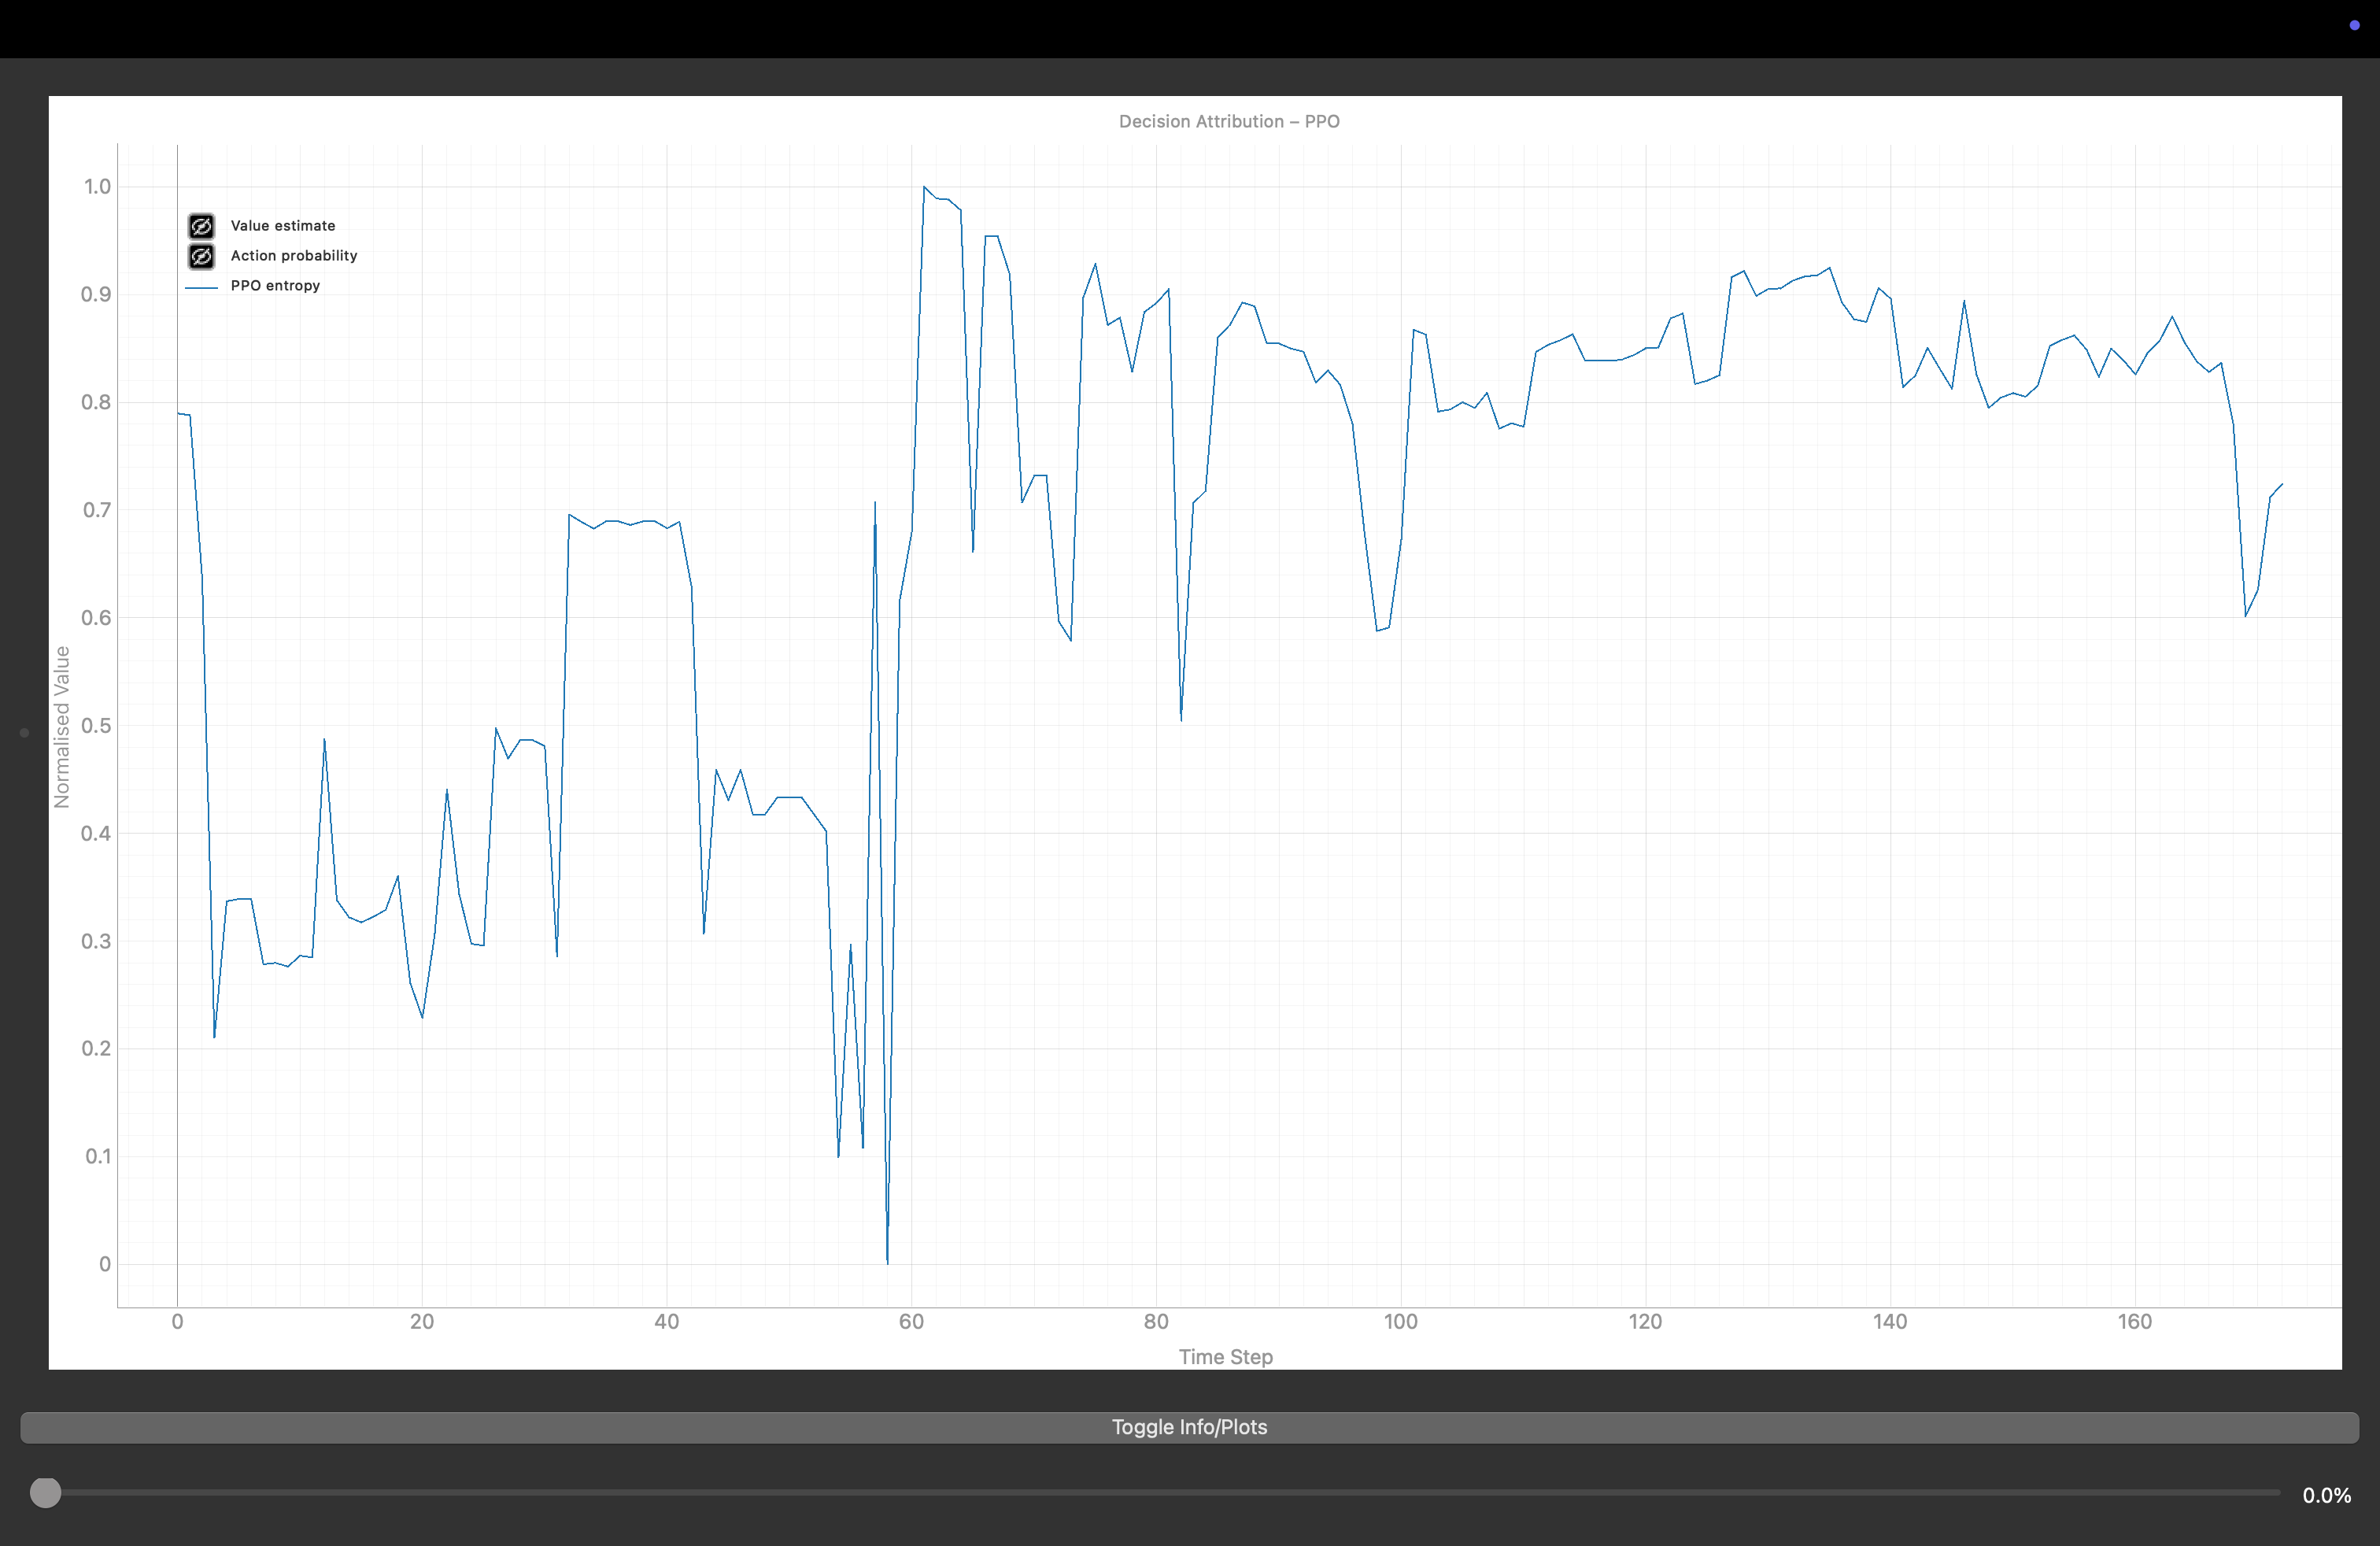 Decision Attribution – PPO
Value estimate
Action probability
PPO entropy
Normalised Value
1.0
0.9
0.8
0.7
0.6
0.5
0.4
0.3
0.2
0.1
0
0 20 40 60 80 100 120 140 160
Time Step
Toggle Info/Plots
0.0%